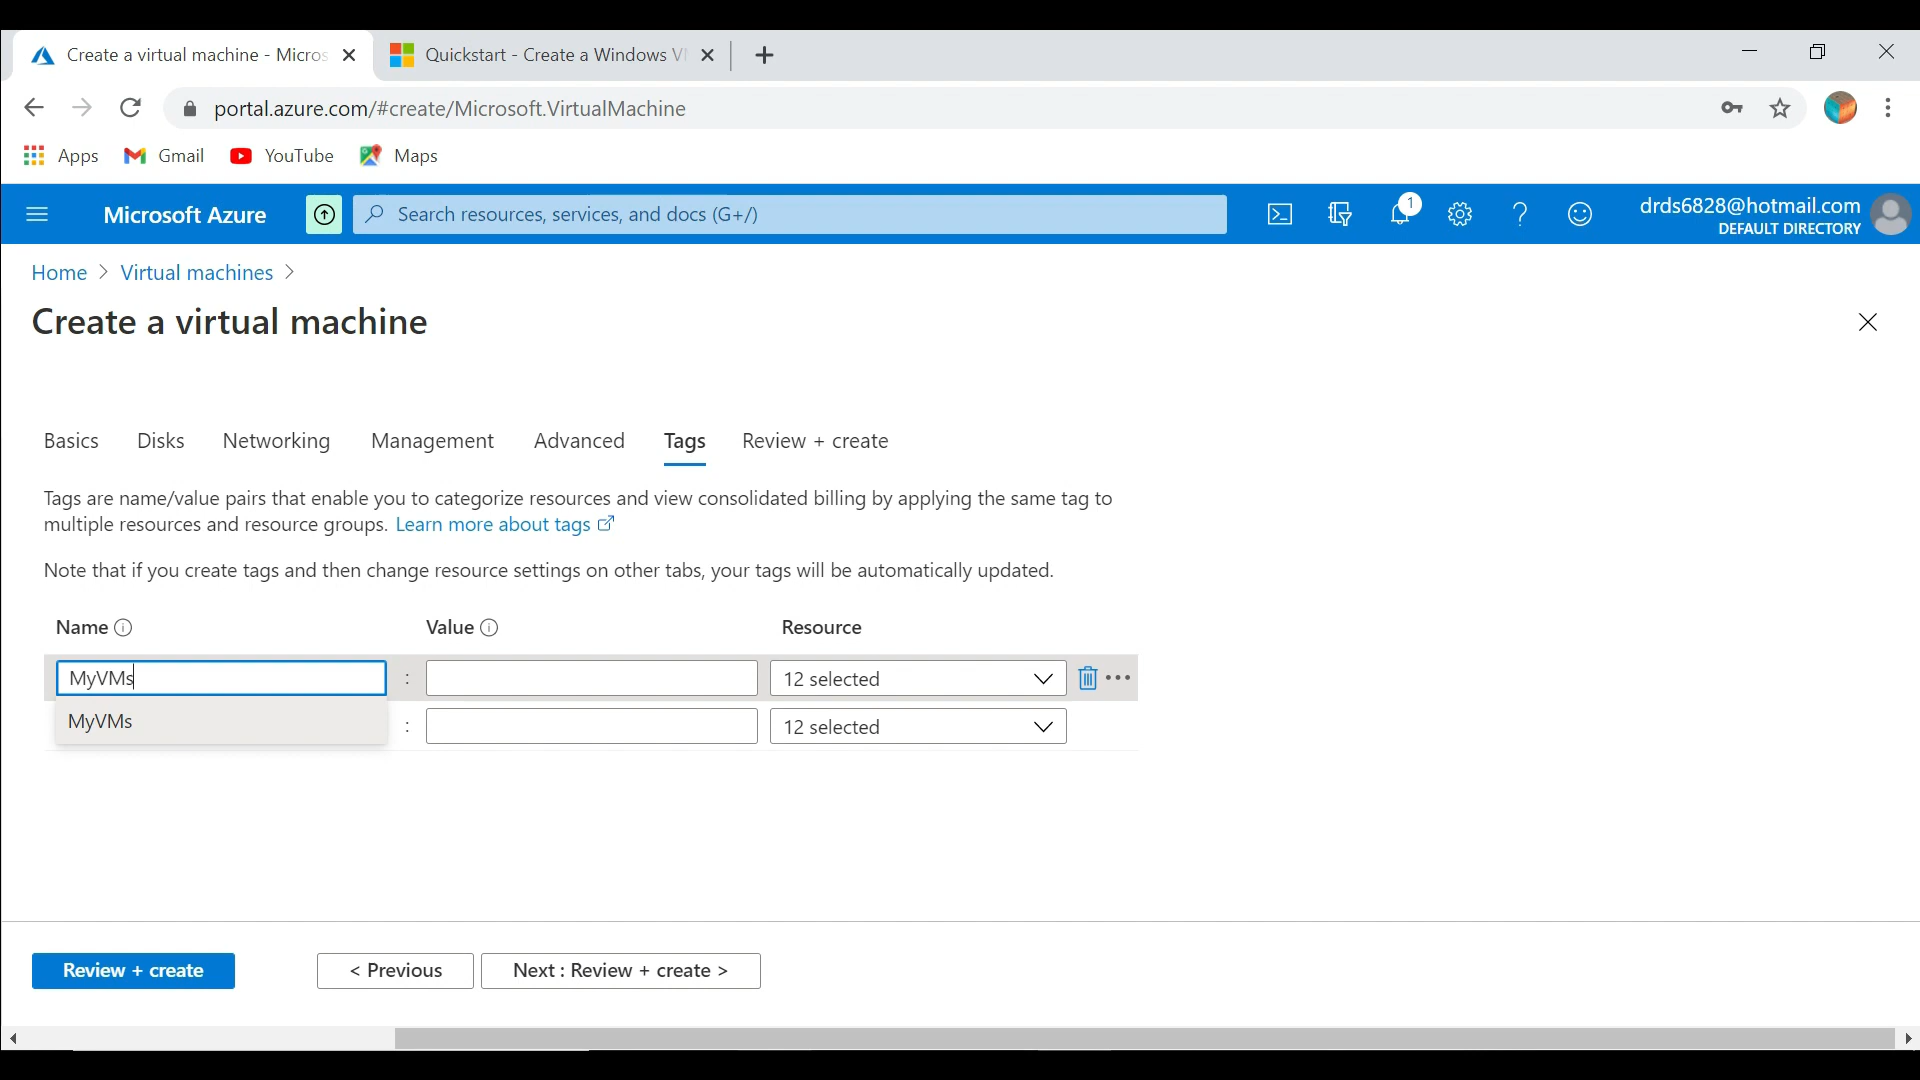 Create a virtual machine - Micros
Quickstart - Create a Windows V
portal.azure.com/#create/Microsoft.VirtualMachine
Apps Gmail YouTube Maps
Microsoft Azure
Search resources, services, and docs (G+/)
1
drds6828@hotmail.com
DEFAULT DIRECTORY
Home > Virtual machines >
Create a virtual machine
Basics Disks Networking Management Advanced Tags Review + create
Tags are name/value pairs that enable you to categorize resources and view consolidated billing by applying the same tag to
multiple resources and resource groups. Learn more about tags
Note that if you create tags and then change resource settings on other tabs, your tags will be automatically updated.
Name Value Resource
MyVMs : 12 selected
MyVMs : 12 selected
Review + create < Previous Next : Review + create >